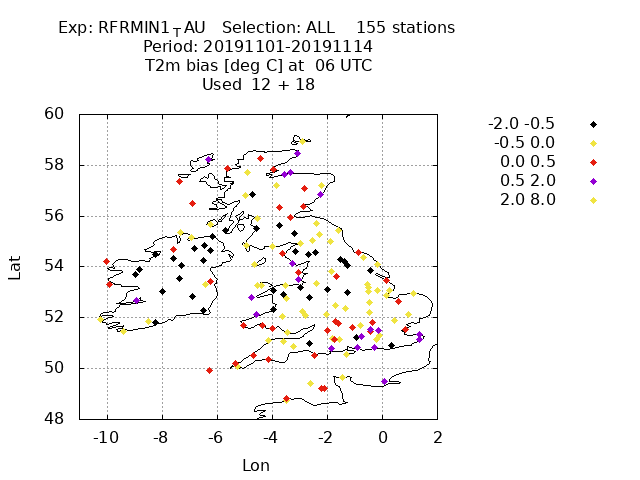 Exp: RFRMIN1_TAU Selection: ALL 155 stations
Period: 20191101-20191114
T2m bias [deg C] at 06 UTC
Used 12 + 18
-2.0 -0.5
-0.5 0.0
0.0 0.5
0.5 2.0
2.0 8.0
60
58
56
54
52
50
48
Lat
-10 -8 -6 -4 -2 0 2
Lon